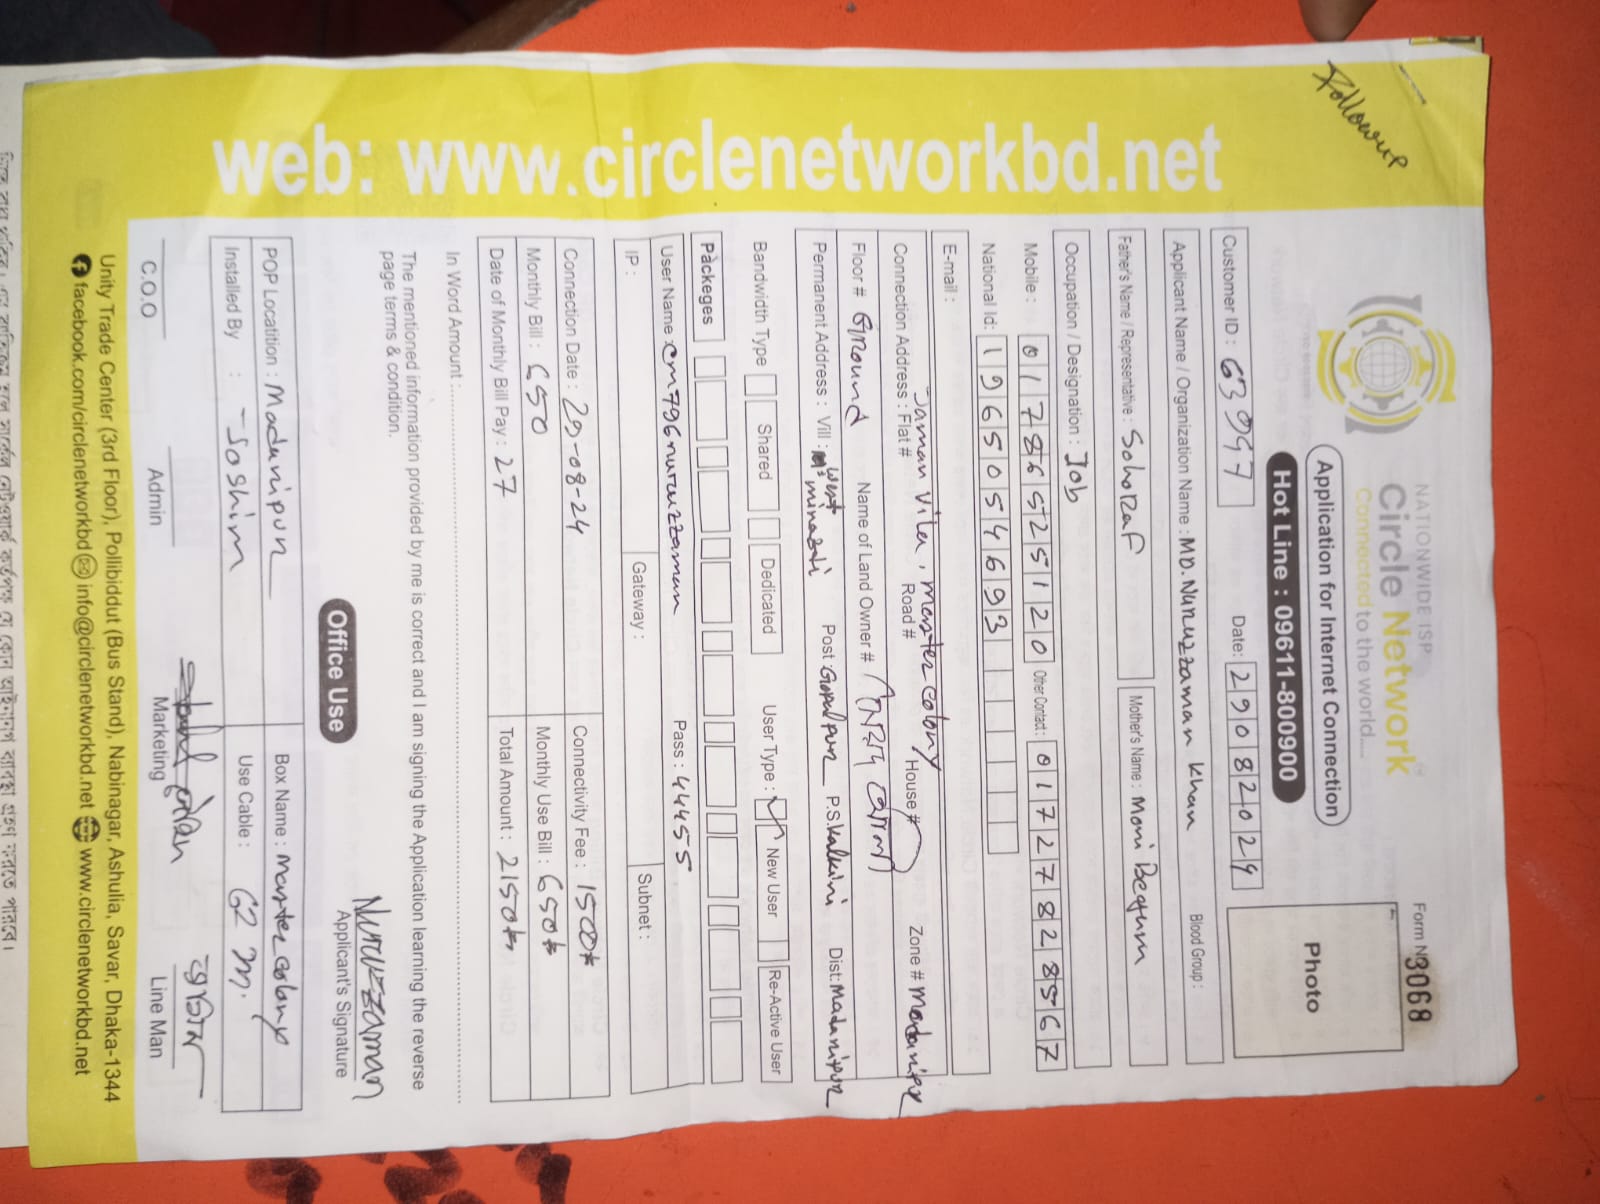 Followup
web: www.circlenetworkbd.net
NATIONWIDE ISP
Circle Network
Connected to the world....
Application for Internet Connection
Hot Line : 09611-800900
Form N 3068
Photo
Customer ID : 63947
Date: 29082024
Applicant Name / Organization Name : MD. Nuruzzaman Khan
Blood Group :
Father's Name / Representative : Sohoraf
Mother's Name : Moni Begum
Occupation / Designation : Job
Mobile : 01786525120 Other Contact : 01727828567
National Id: 1965054693
E-mail :
Jaman Vila, Master colony
Connection Address : Flat # Road # House # Zone # Madaripur
Floor # Ground Name of Land Owner #
Permanent Address : Vill : west minazdi Post : Gopalpur P.S. Kalkini Dist: Madaripur
Bandwidth Type Shared Dedicated User Type : New User Re-Active User
Packeges
User Name : cm796nuruzzaman Pass : 44455
IP : Gateway : Subnet :
Connection Date : 29-08-24 Connectivity Fee : 1500
Monthly Bill : 650 Monthly Use Bill : 650
Date of Monthly Bill Pay : 27 Total Amount : 2150
In Word Amount :
The mentioned information provided by me is correct and I am signing the Application learning the reverse
page terms & condition.
Nuruzzaman
Applicant's Signature
Office Use
POP Location : Madaripur Box Name : Master colony
Installed By : Joshim Use Cable : 62 M.
C.O.O Admin Marketing Line Man
Unity Trade Center (3rd Floor), Pollibiddut (Bus Stand), Nabinagar, Ashulia, Savar, Dhaka-1344
facebook.com/circlenetworkbd info@circlenetworkbd.net www.circlenetworkbd.net